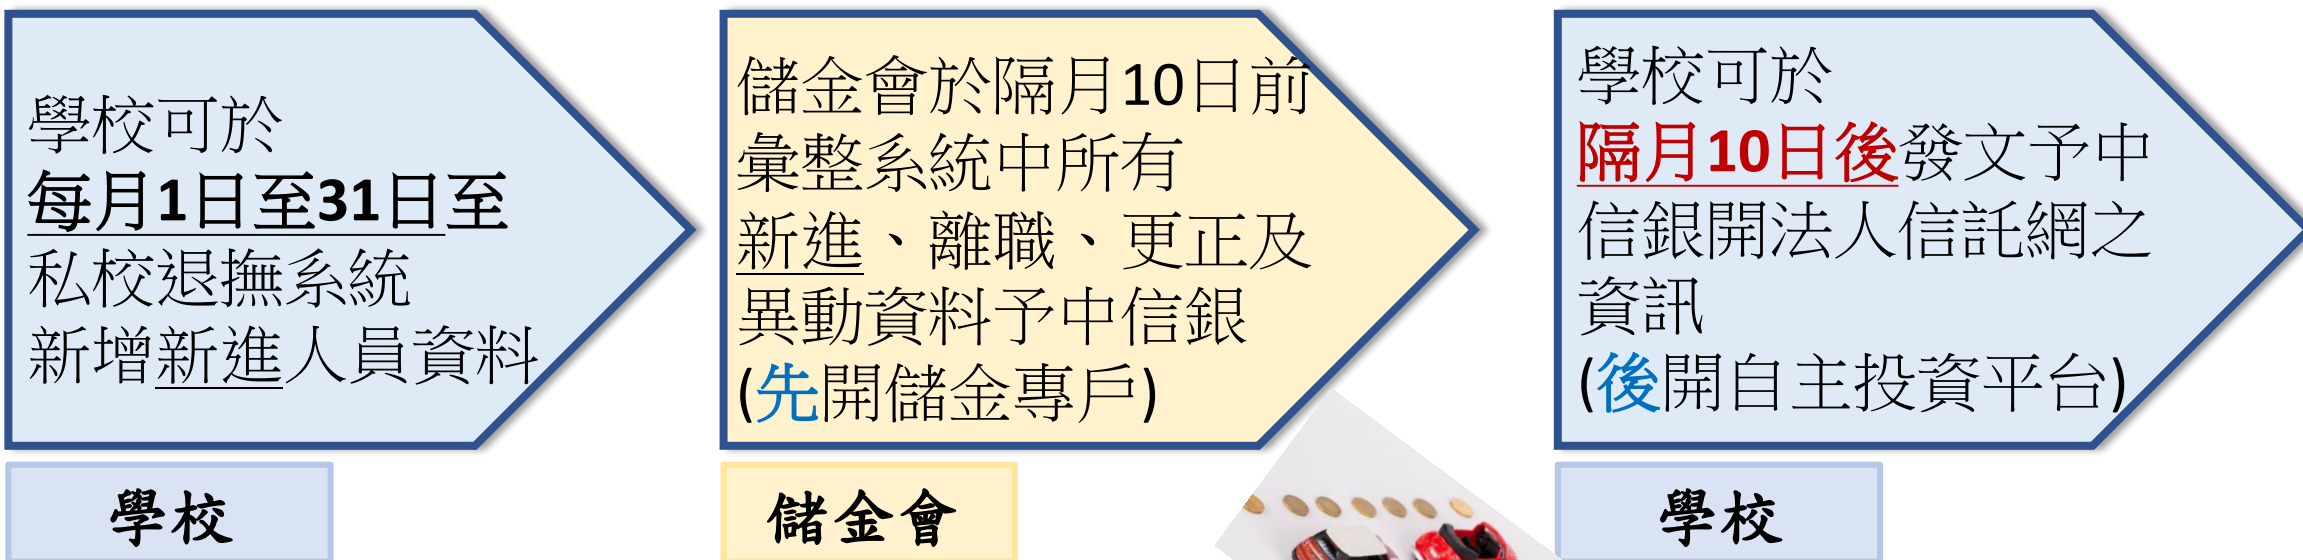 學校可於
每月1日至31日至
私校退撫系統
新增新進人員資料
學校
儲金會於隔月10日前
彙整系統中所有
新進、離職、更正及
異動資料予中信銀
(先開儲金專戶)
儲金會
學校可於
隔月10日後發文予中
信銀開法人信託網之
資訊
(後開自主投資平台)
學校